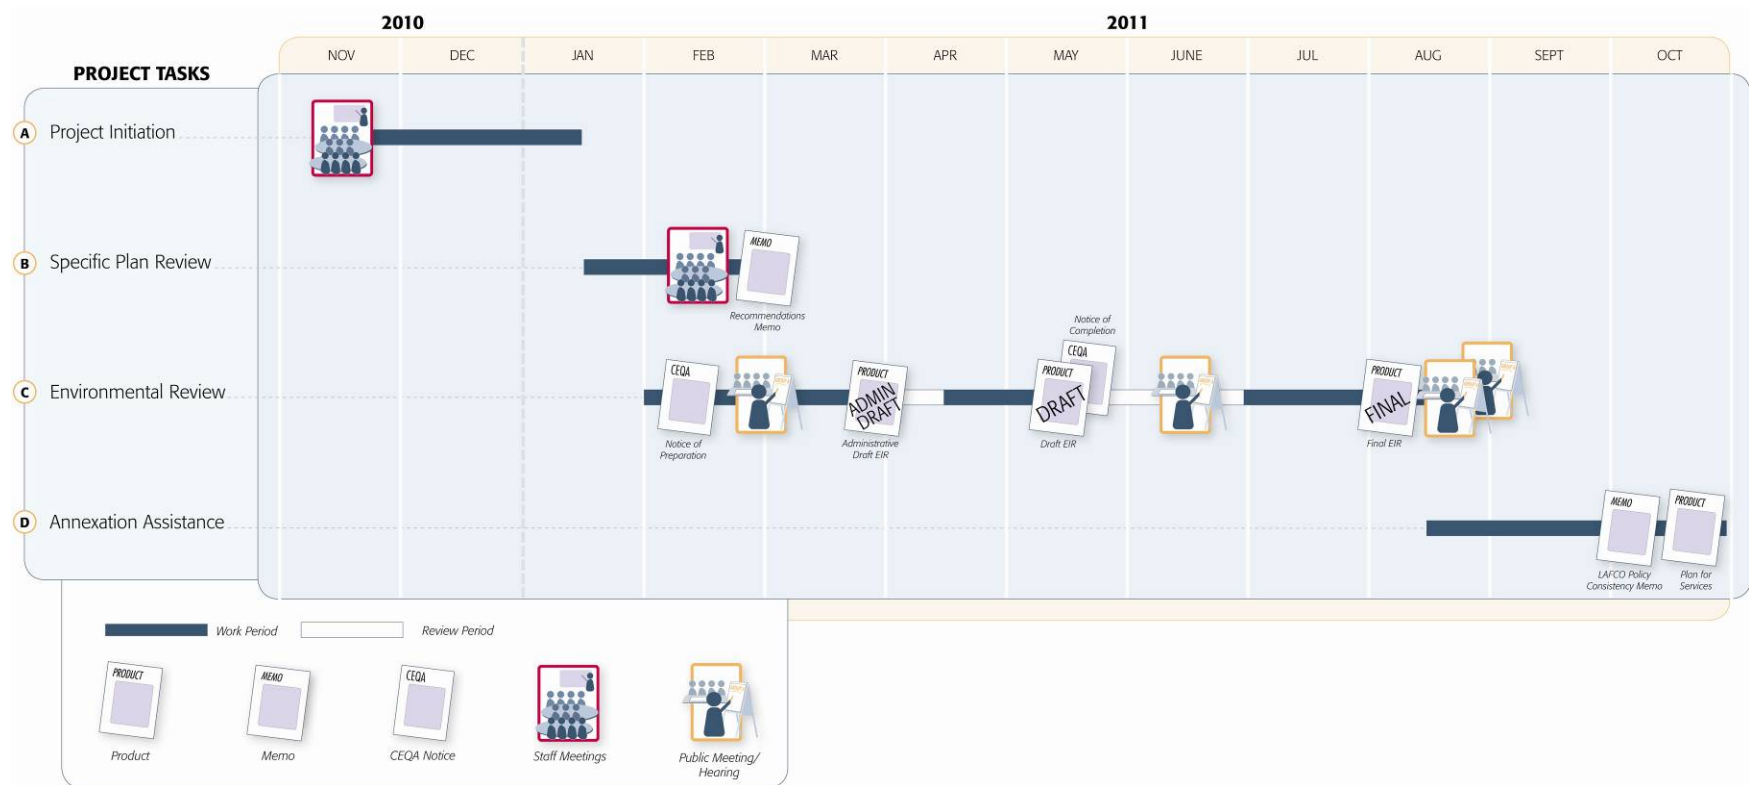 2010
2011
NOV DEC JAN FEB MAR APR MAY JUNE JUL AUG SEPT OCT
PROJECT TASKS
A Project Initiation
B Specific Plan Review
MEMO
Recommendations
Memo
C Environmental Review
CEQA
Notice of
Preparation
PRODUCT
ADMIN
DRAFT
Administrative
Draft EIR
Notice of
Completion
CEQA
PRODUCT
DRAFT
Draft EIR
PRODUCT
FINAL
Final EIR
D Annexation Assistance
MEMO
LAFCO Policy
Consistency Memo
PRODUCT
Plan for
Services
Work Period
Review Period
PRODUCT
Product
MEMO
Memo
CEQA
CEQA Notice
Staff Meetings
Public Meeting/
Hearing